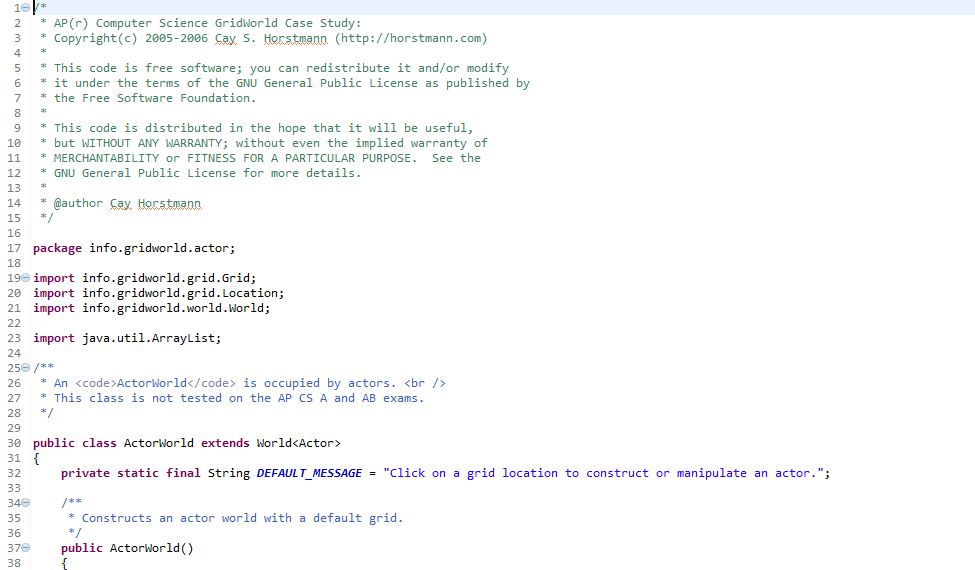 1 /*
2  * AP(r) Computer Science GridWorld Case Study:
3  * Copyright(c) 2005-2006 Cay S. Horstmann (http://horstmann.com)
4  *
5  * This code is free software; you can redistribute it and/or modify
6  * it under the terms of the GNU General Public License as published by
7  * the Free Software Foundation.
8  *
9  * This code is distributed in the hope that it will be useful,
10  * but WITHOUT ANY WARRANTY; without even the implied warranty of
11  * MERCHANTABILITY or FITNESS FOR A PARTICULAR PURPOSE.  See the
12  * GNU General Public License for more details.
13  *
14  * @author Cay Horstmann
15  */
16
17 package info.gridworld.actor;
18
19 import info.gridworld.grid.Grid;
20 import info.gridworld.grid.Location;
21 import info.gridworld.world.World;
22
23 import java.util.ArrayList;
24
25 /**
26  * An <code>ActorWorld</code> is occupied by actors. <br />
27  * This class is not tested on the AP CS A and AB exams.
28  */
29
30 public class ActorWorld extends World<Actor>
31 {
32     private static final String DEFAULT_MESSAGE = "Click on a grid location to construct or manipulate an actor.";
33
34     /**
35      * Constructs an actor world with a default grid.
36      */
37     public ActorWorld()
38     {